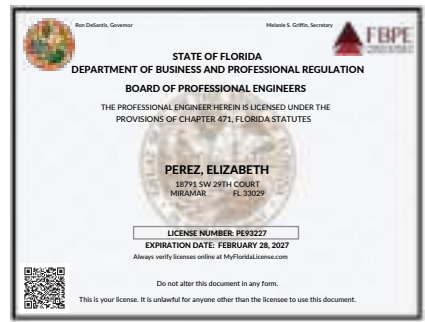 Ron DeSantis, Governor
Melanie S. Griffin, Secretary
FBPE
STATE OF FLORIDA
DEPARTMENT OF BUSINESS AND PROFESSIONAL REGULATION
BOARD OF PROFESSIONAL ENGINEERS
THE PROFESSIONAL ENGINEER HEREIN IS LICENSED UNDER THE
PROVISIONS OF CHAPTER 471, FLORIDA STATUTES
PEREZ, ELIZABETH
18791 SW 29TH COURT
MIRAMAR FL 33029
LICENSE NUMBER: PE93227
EXPIRATION DATE: FEBRUARY 28, 2027
Always verify licenses online at MyFloridaLicense.com
Do not alter this document in any form.
This is your license. It is unlawful for anyone other than the licensee to use this document.